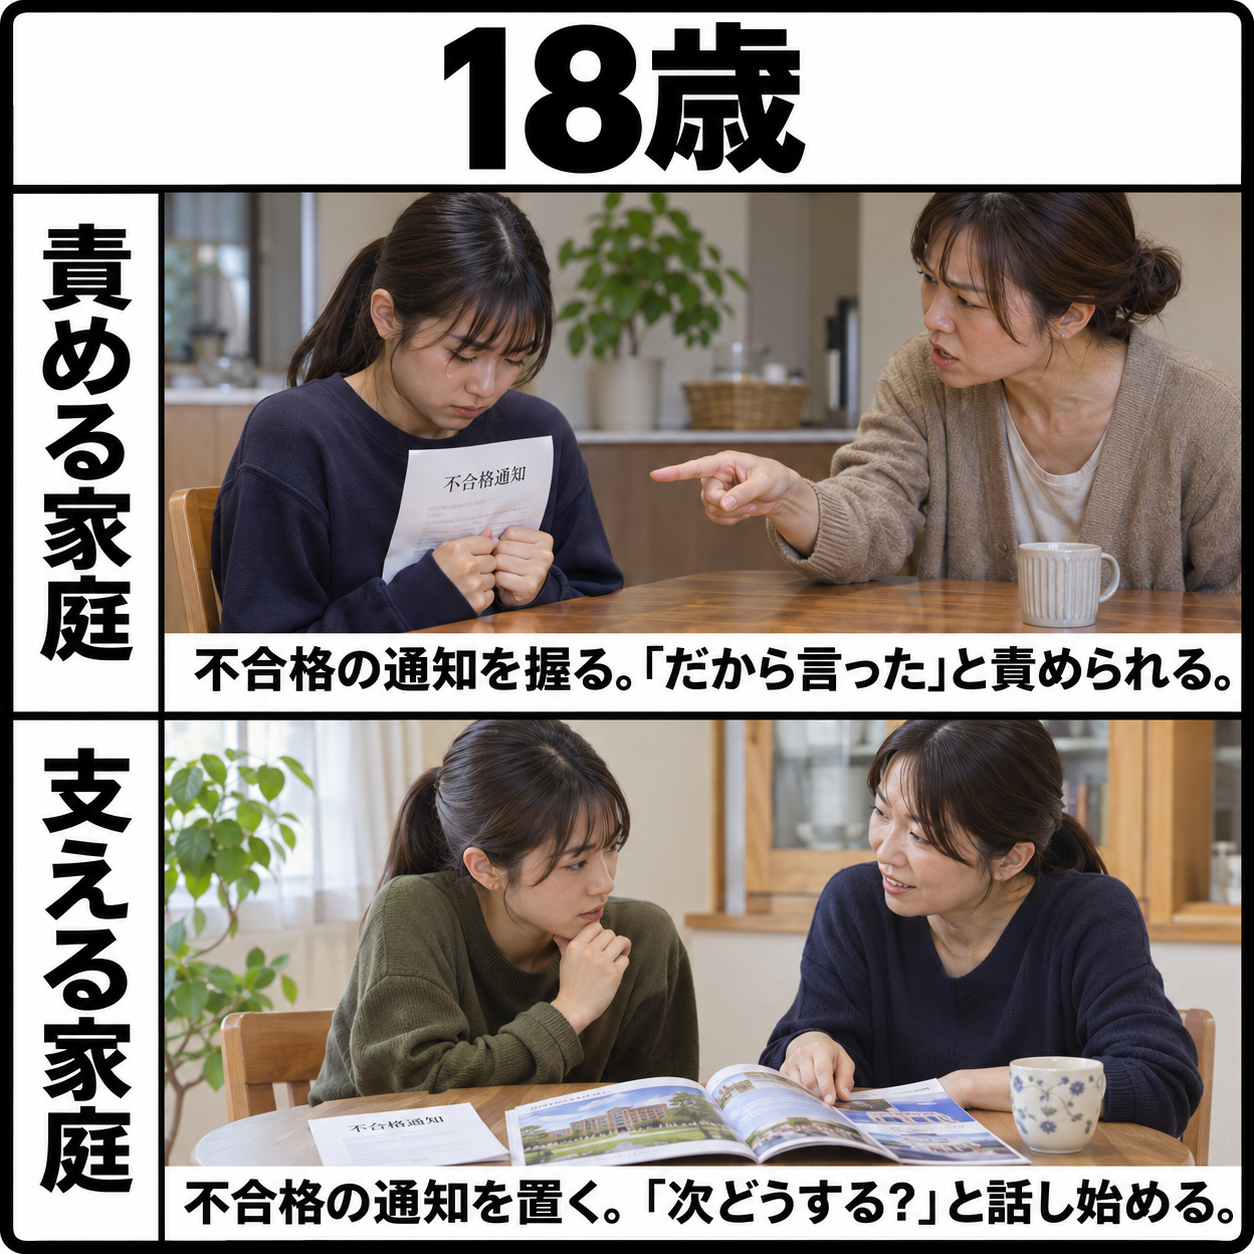 18歳
責める家庭
不合格通知
不合格の通知を握る。「だから言った」と責められる。
支える家庭
不合格通知
不合格の通知を置く。「次どうする?」と話し始める。